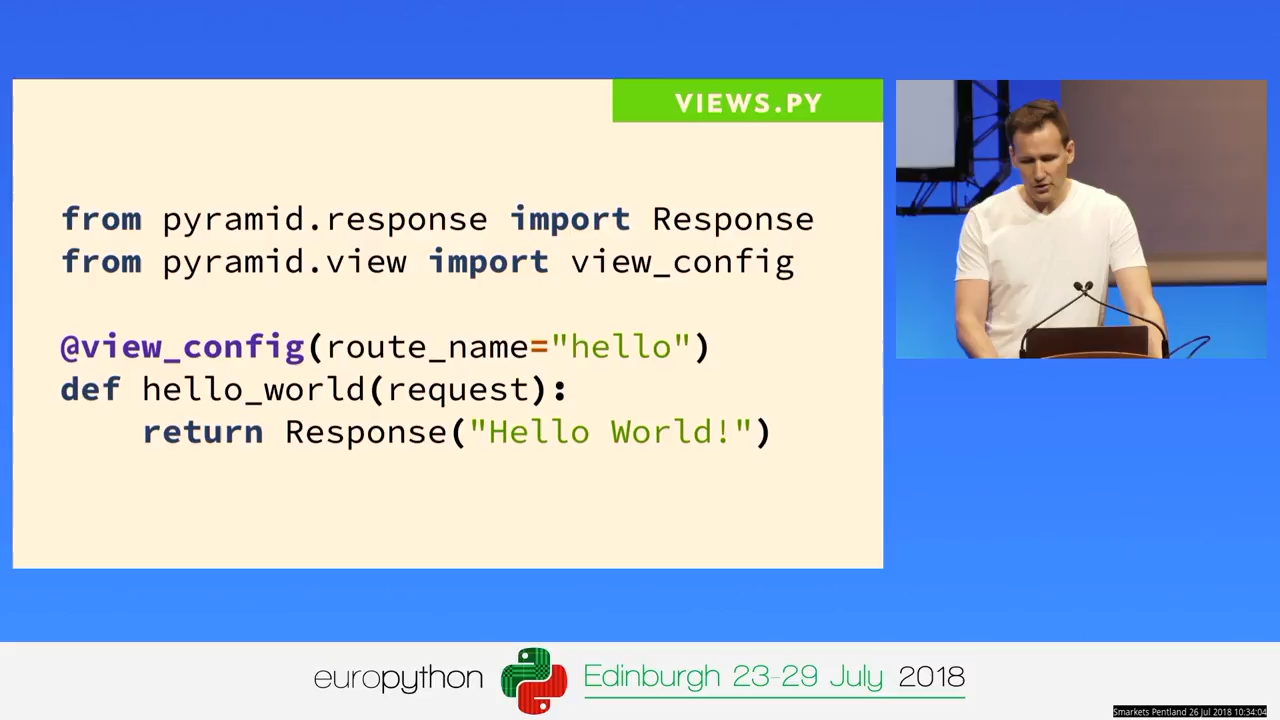 VIEWS.PY
from pyramid.response import Response
from pyramid.view import view_config
@view_config(route_name="hello")
def hello_world(request):
    return Response("Hello World!")
europython Edinburgh 23-29 July 2018
Smarkets Pentland 26 Jul 2018 10:34:04